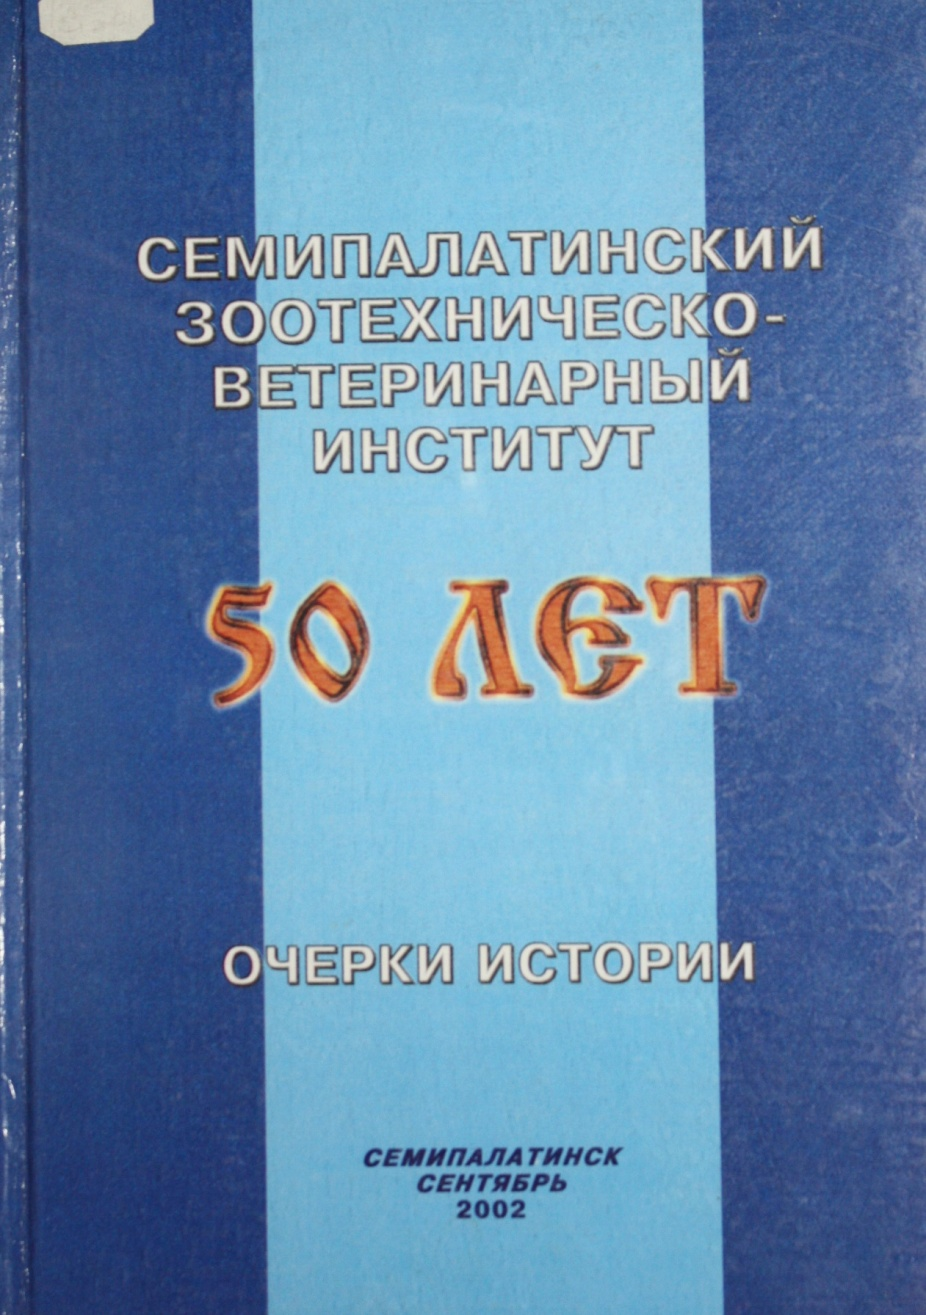 СЕМИПАЛАТИНСКИЙ
ЗООТЕХНИЧЕСКО-
ВЕТЕРИНАРНЫЙ
ИНСТИТУТ
50 ЛЕТ
ОЧЕРКИ ИСТОРИИ
СЕМИПАЛАТИНСК
СЕНТЯБРЬ
2002